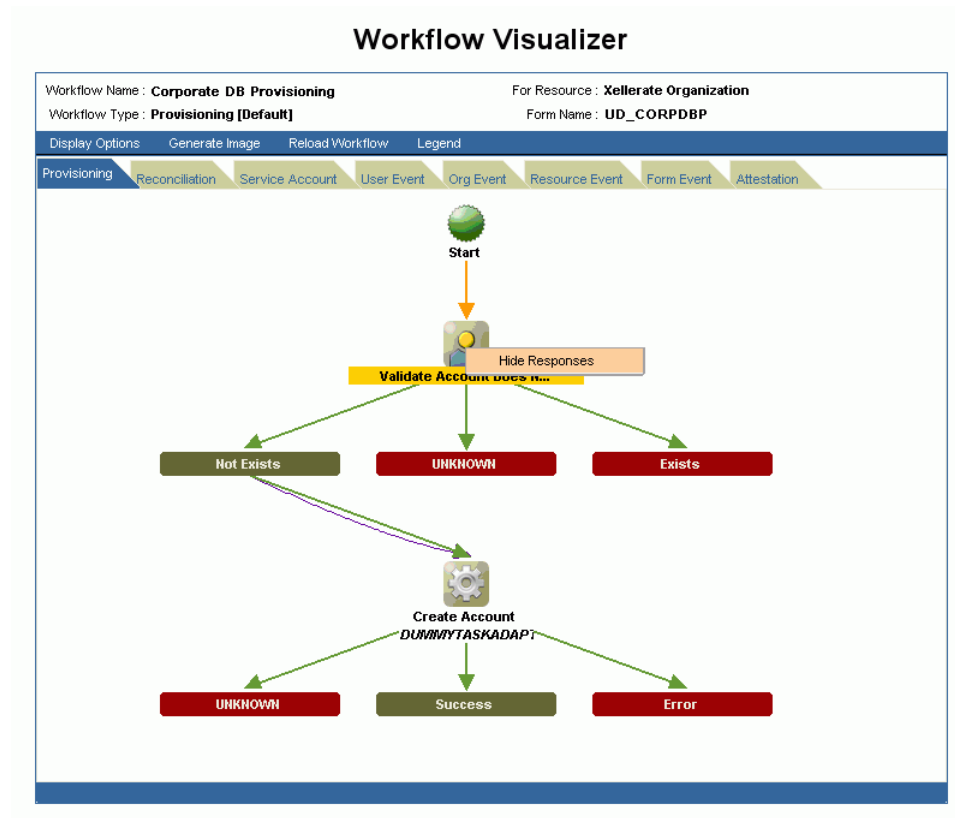 Workflow Visualizer
Workflow Name : Corporate DB Provisioning
For Resource : Xellerate Organization
Workflow Type : Provisioning [Default]
Form Name : UD_CORPDBP
Display Options Generate Image Reload Workflow Legend
Provisioning Reconciliation Service Account User Event Org Event Resource Event Form Event Attestation
Start
Hide Responses
Validate Account Does N...
Not Exists UNKNOWN Exists
Create Account
DUMMYTASKADAPT
UNKNOWN Success Error